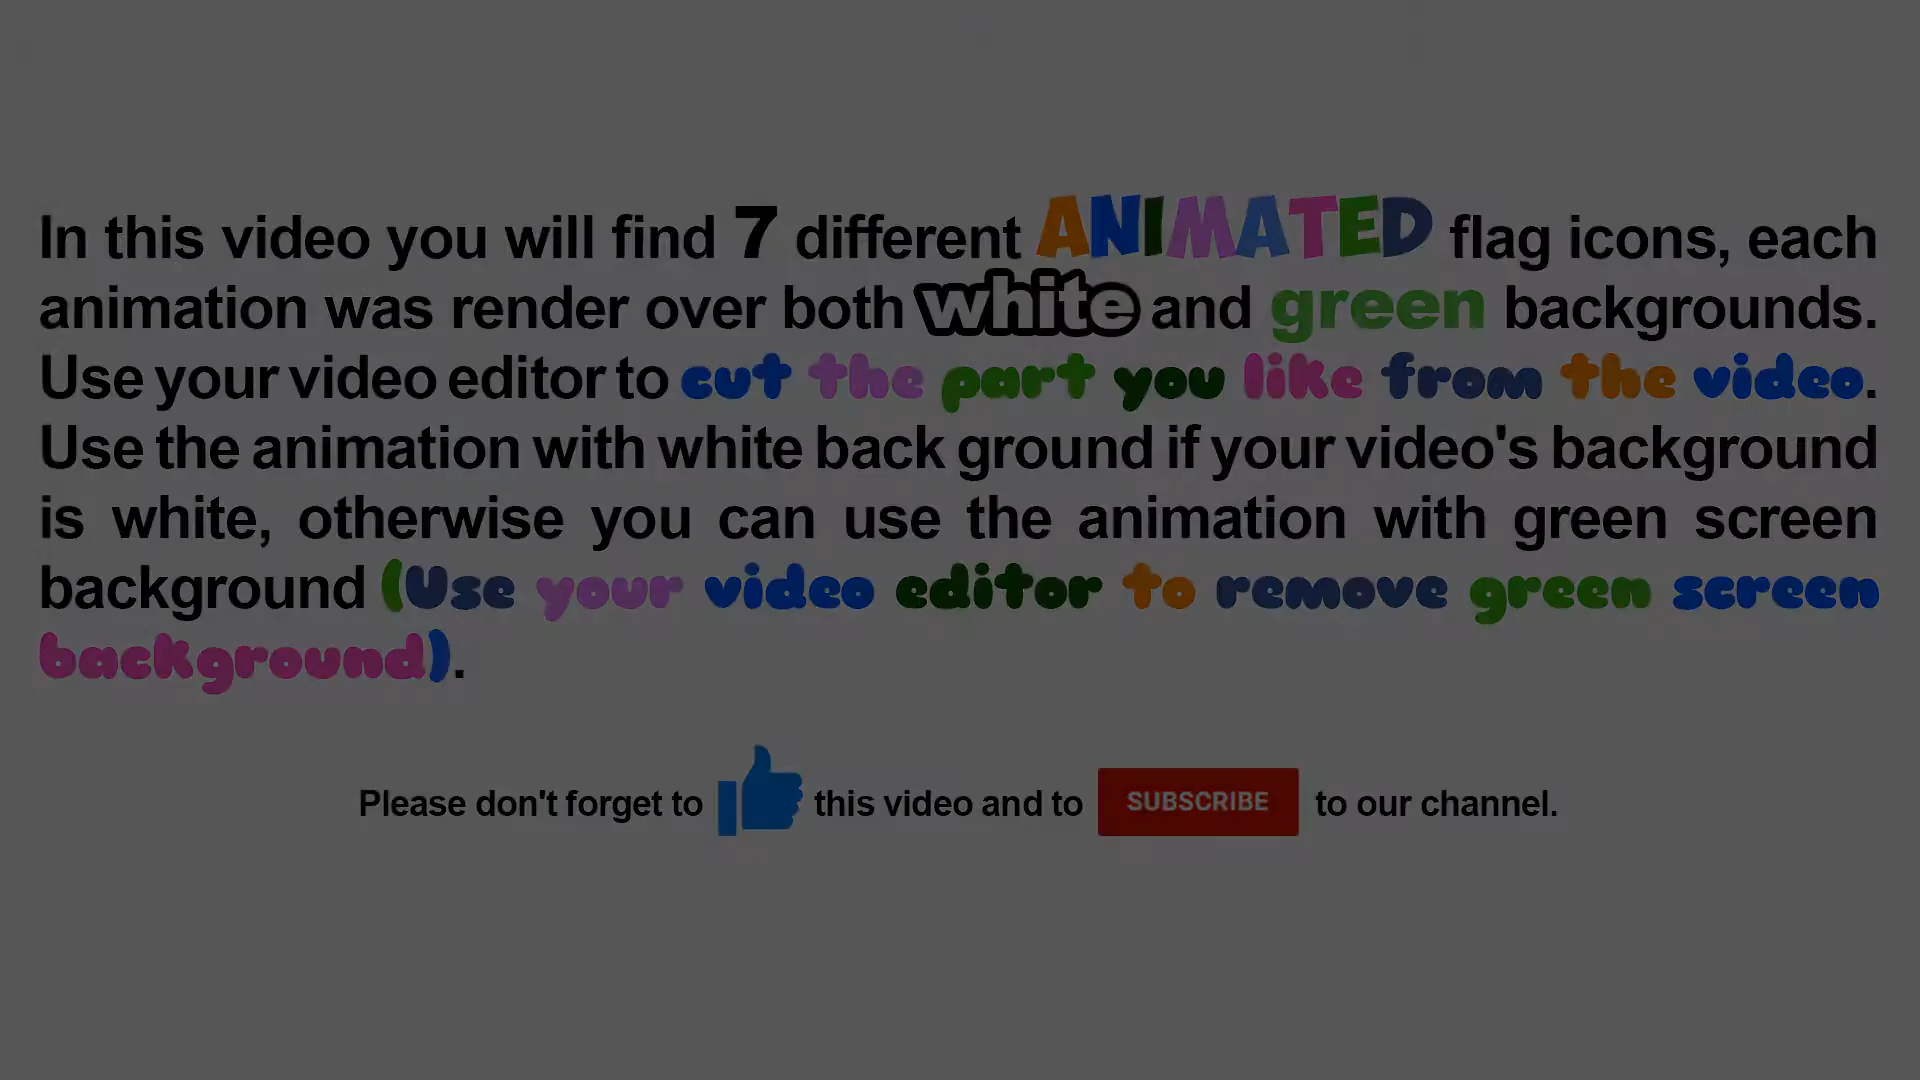 In this video you will find 7 different ANIMATED flag icons, each
animation was render over both white and green backgrounds.
Use your video editor to cut the part you like from the video.
Use the animation with white back ground if your video's background
is white, otherwise you can use the animation with green screen
background (Use your video editor to remove green screen
background).
Please don't forget to this video and to SUBSCRIBE to our channel.